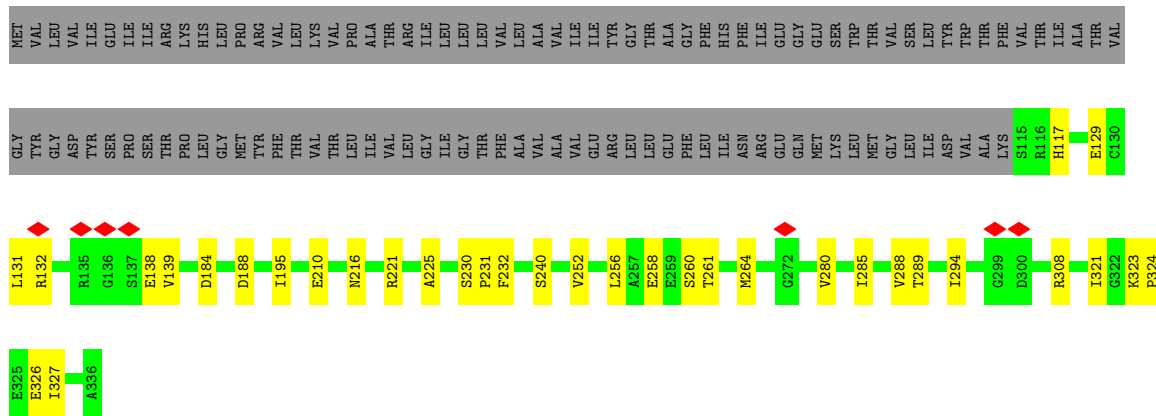 MET VAL LEU VAL ILE GLU ILE ILE ARG LYS HIS LEU PRO ARG VAL LEU LYS VAL PRO ALA THR ARG ILE LEU LEU LEU VAL LEU ALA VAL ILE ILE TYR GLY THR ALA GLY PHE HIS PHE ILE GLU GLY GLU SER TRP THR VAL SER LEU TYR TRP THR PHE VAL THR ILE ALA THR VAL
GLY TYR GLY ASP TYR SER PRO SER THR PRO LEU GLY MET TYR PHE THR VAL THR LEU ILE VAL LEU GLY ILE GLY THR PHE ALA VAL ALA VAL GLU ARG LEU LEU GLU PHE LEU ILE ASN ARG GLU GLN MET LYS LEU MET GLY LEU ILE ASP VAL ALA LYS S115 R116 H117 E129 C130
L131 R132 R135 G136 S137 E138 V139 D184 D188 I195 E210 N216 R221 A225 S230 P231 F232 S240 V252 L256 A257 E258 E259 S260 T261 M264 G272 V280 I285 V288 T289 I294 G299 D300 R308 I321 G322 K323 P324
E325 E326 I327 A336